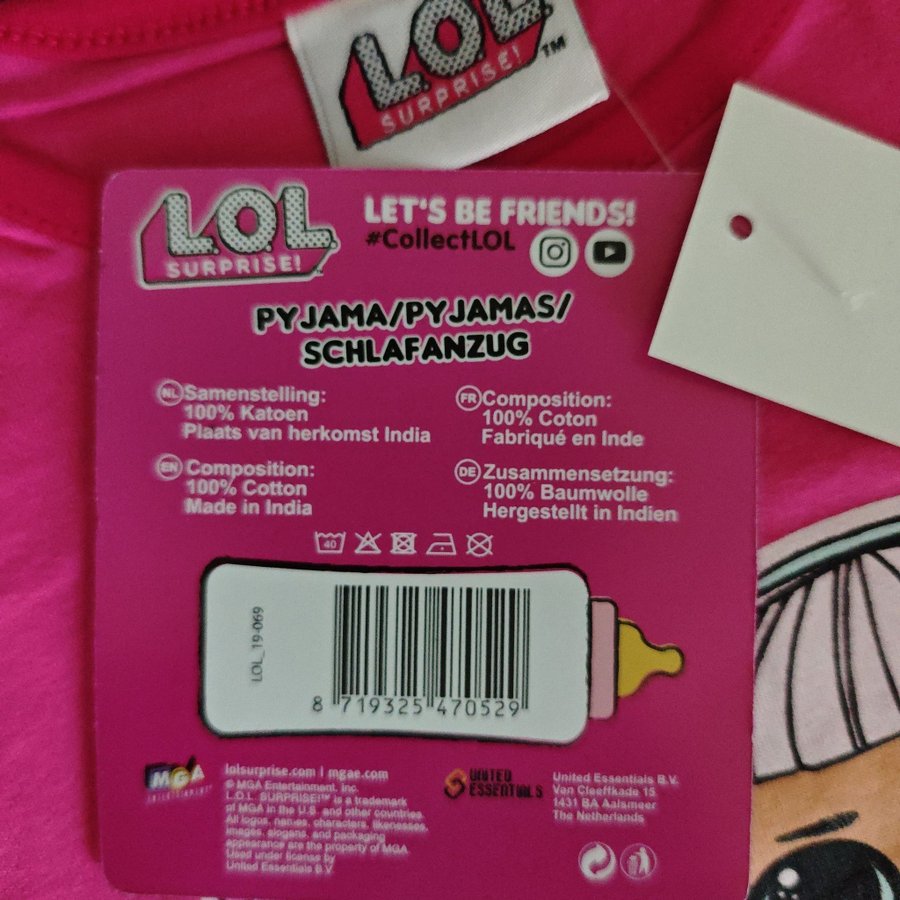 L.O.L.
SURPRISE!™
L.O.L.
SURPRISE!
LET'S BE FRIENDS!
#CollectLOL
PYJAMA/PYJAMAS/
SCHLAFANZUG
NL Samenstelling:
100% Katoen
Plaats van herkomst India
FR Composition:
100% Coton
Fabriqué en Inde
EN Composition:
100% Cotton
Made in India
DE Zusammensetzung:
100% Baumwolle
Hergestellt in Indien
40
LOL_19-069
8 719325 470529
MGA
ENTERTAINMENT
lolsurprise.com | mgae.com
© MGA Entertainment, Inc.
L.O.L. SURPRISE!™ is a trademark
of MGA in the U.S. and other countries.
All logos, names, characters, likenesses,
images, slogans, and packaging
appearance are the property of MGA.
Used under license by
United Essentials B.V.
UNITED
ESSENTIALS
United Essentials B.V.
Van Cleeffkade 15
1431 BA Aalsmeer
The Netherlands